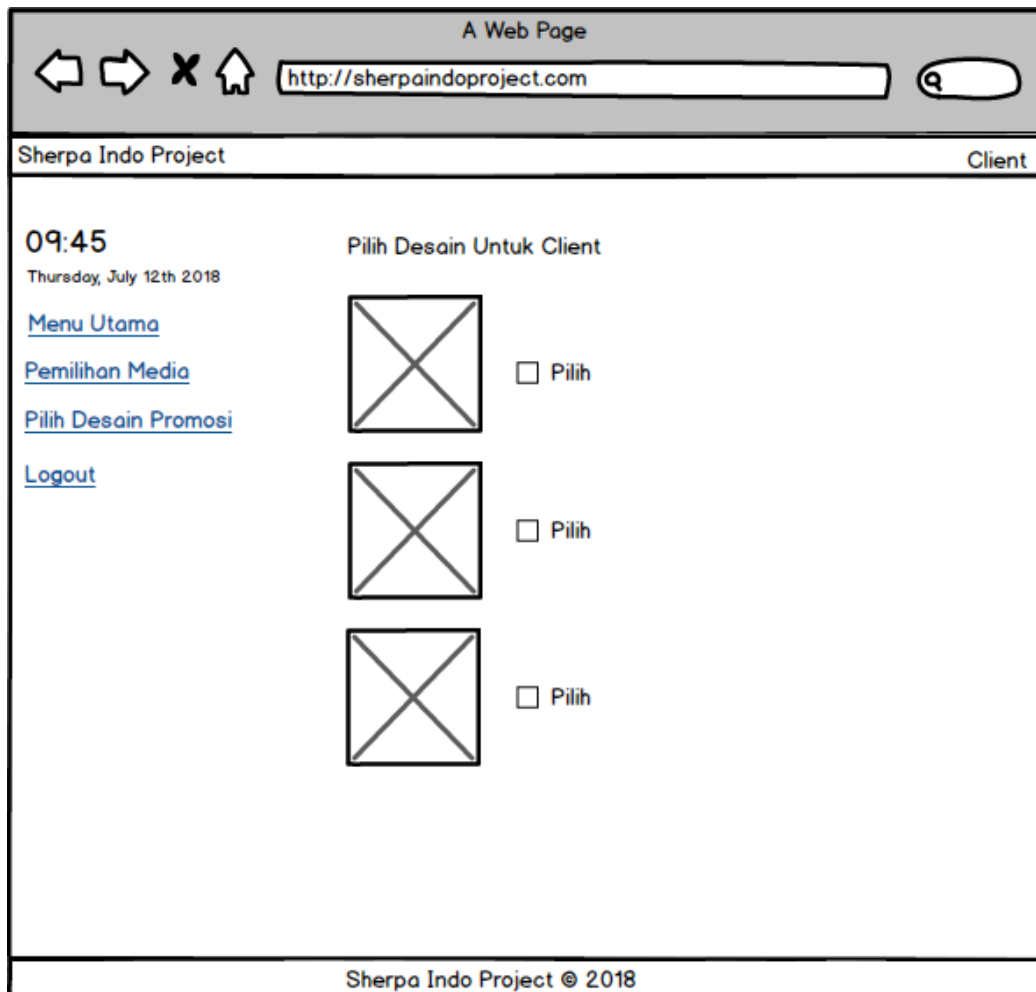 A Web Page
http://sherpaindoproject.com
Sherpa Indo Project
Client
09:45
Thursday, July 12th 2018
Menu Utama
Pemilihan Media
Pilih Desain Promosi
Logout
Pilih Desain Untuk Client
Pilih
Pilih
Pilih
Sherpa Indo Project © 2018